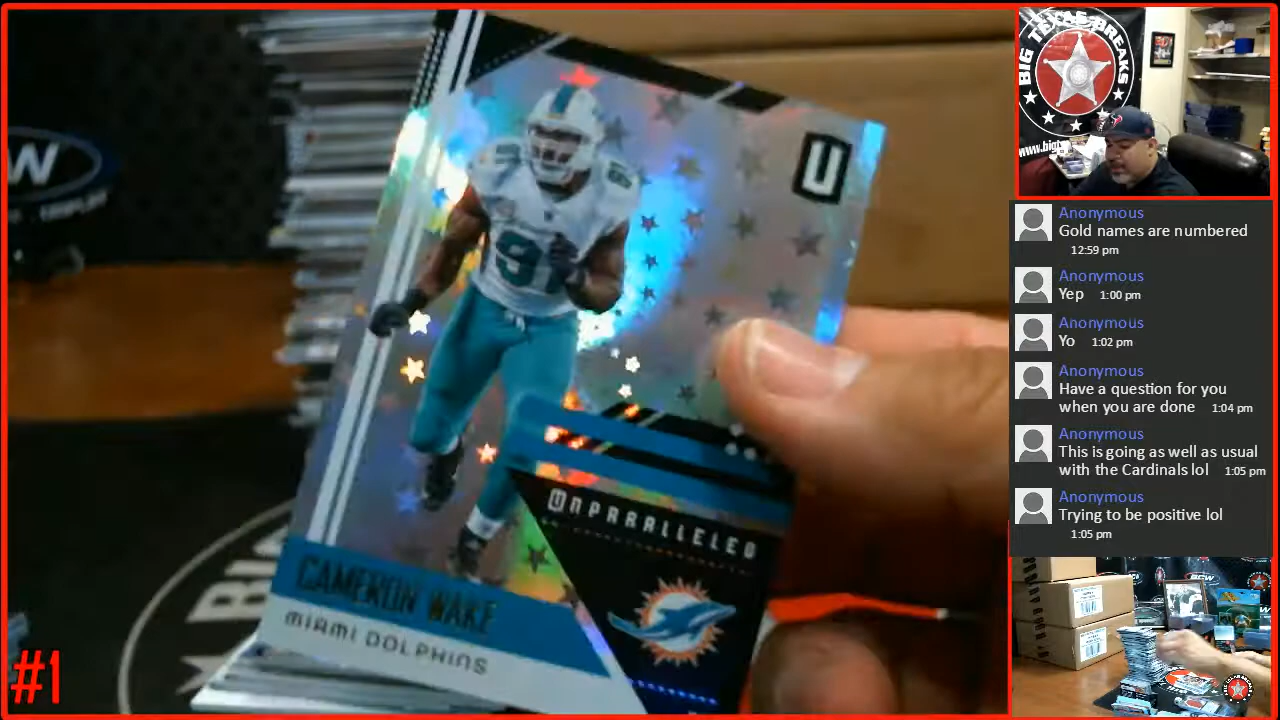 U
91
UNPARALLELED
CAMERON WAKE
MIAMI DOLPHINS
#1
BIG TEXAS BREAKS
Anonymous
Gold names are numbered
12:59 pm
Anonymous
Yep 1:00 pm
Anonymous
Yo 1:02 pm
Anonymous
Have a question for you
when you are done 1:04 pm
Anonymous
This is going as well as usual
with the Cardinals lol 1:05 pm
Anonymous
Trying to be positive lol
1:05 pm
BGW